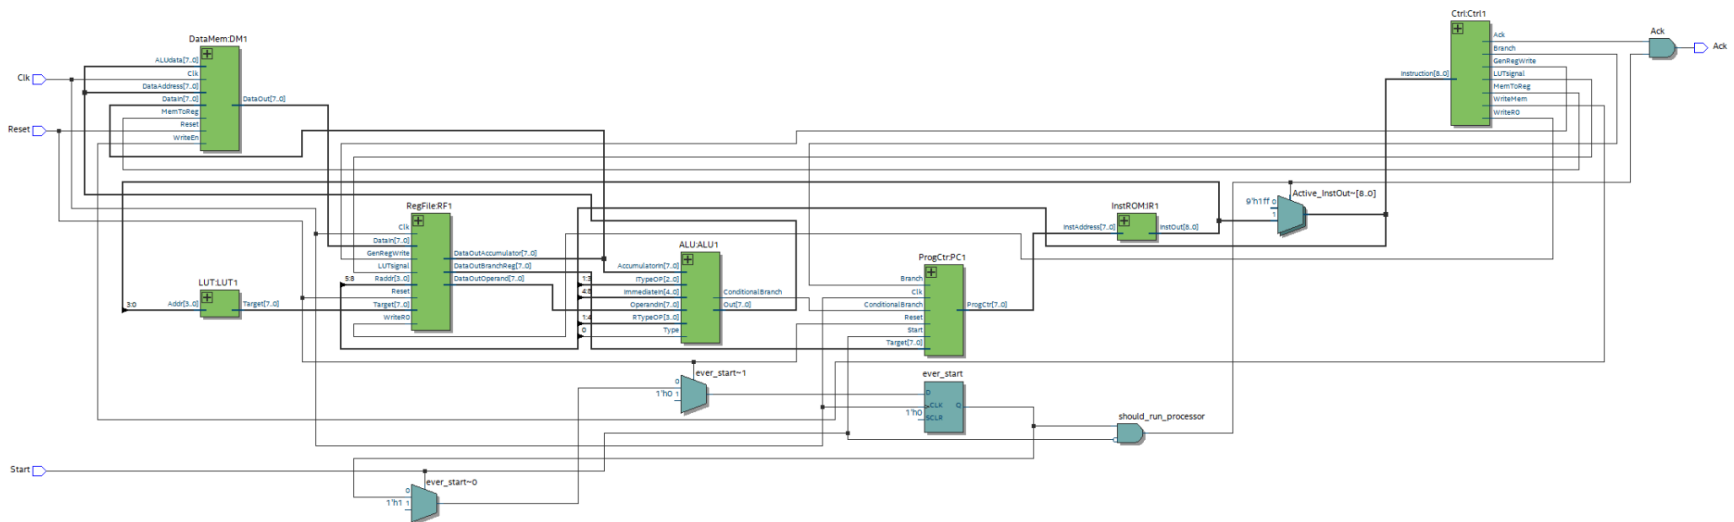 Ctrl:Ctrl1
Ack
Branch
GenRegWrite
LUTsignal
MemToReg
WriteMem
WriteR0
Instruction[8..0]
Ack
Ack
DataMem:DM1
ALUdata[7..0]
Clk
DataAddress[7..0]
DataIn[7..0]
MemToReg
Reset
WriteEn
DataOut[7..0]
Clk
Reset
RegFile:RF1
Clk
DataIn[7..0]
GenRegWrite
LUTsignal
Raddr[3..0]
Reset
Target[7..0]
WriteR0
DataOutAccumulator[7..0]
DataOutBranchReg[7..0]
DataOutOperand[7..0]
5:8
LUT:LUT1
3:0
Addr[3..0]
Target[7..0]
ALU:ALU1
AccumulatorIn[7..0]
ITypeOP[2..0]
ImmediateIn[4..0]
OperandIn[7..0]
RTypeOP[3..0]
Type
ConditionalBranch
Out[7..0]
1:3
4:8
1:4
0
ProgCtr:PC1
Branch
Clk
ConditionalBranch
Reset
Start
Target[7..0]
ProgCtr[7..0]
InstROM:IR1
InstAddress[7..0]
InstOut[8..0]
Active_InstOut~[8..0]
9'h1ff 0
1
ever_start~1
0
1'h0 1
ever_start
D
CLK
Q
1'h0
SCLR
should_run_processor
Start
ever_start~0
0
1'h1 1